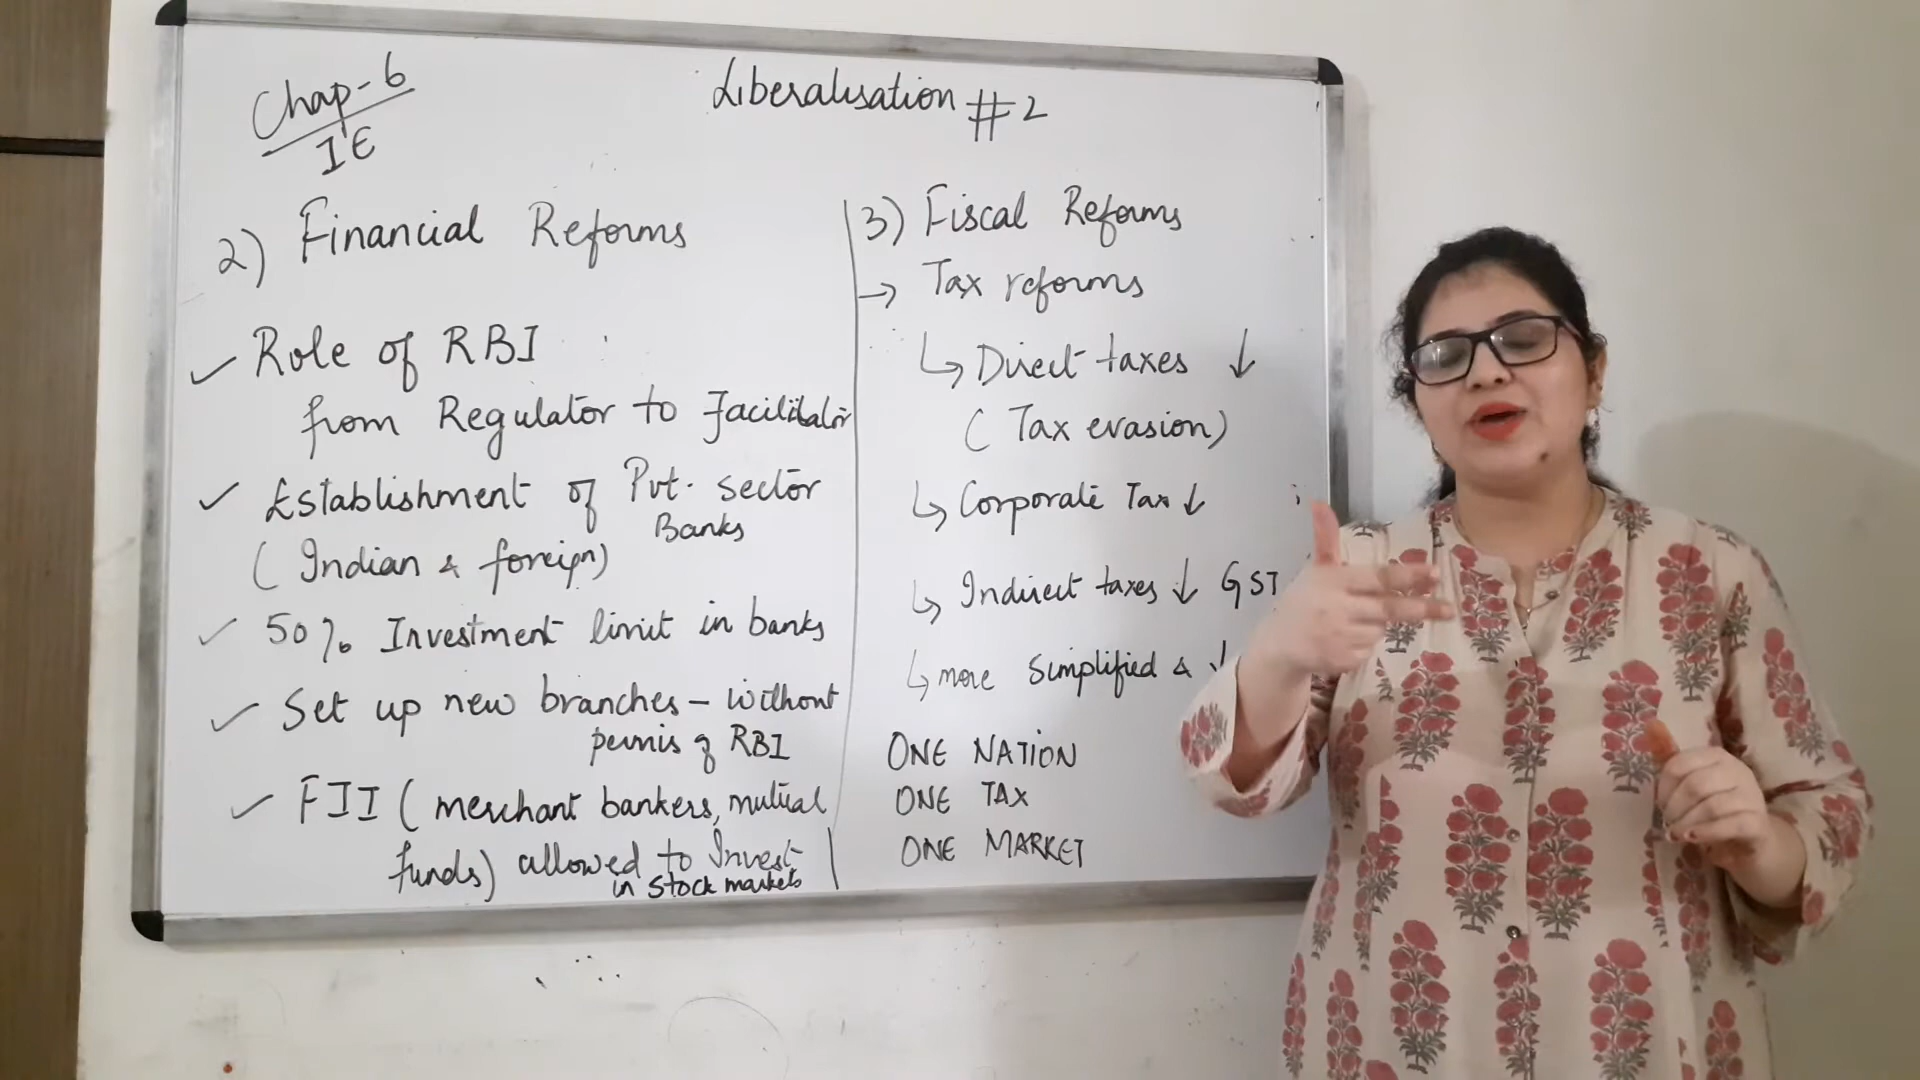 Chap-6
IE
Liberalisation #2
2) Financial Reforms
✓ Role of RBI
from Regulator to Facilitator
✓ Establishment of Pvt. sector
Banks
(Indian & foreign)
✓ 50% Investment limit in banks
✓ Set up new branches - without
permis of RBI
✓ FII (merchant bankers, mutual
funds) allowed to Invest
in stock markets
3) Fiscal Reforms
→ Tax reforms
↳ Direct taxes ↓
(Tax evasion)
↳ Corporate Tax ↓
↳ Indirect taxes ↓ GST
↳ more simplified & ↓
ONE NATION
ONE TAX
ONE MARKET